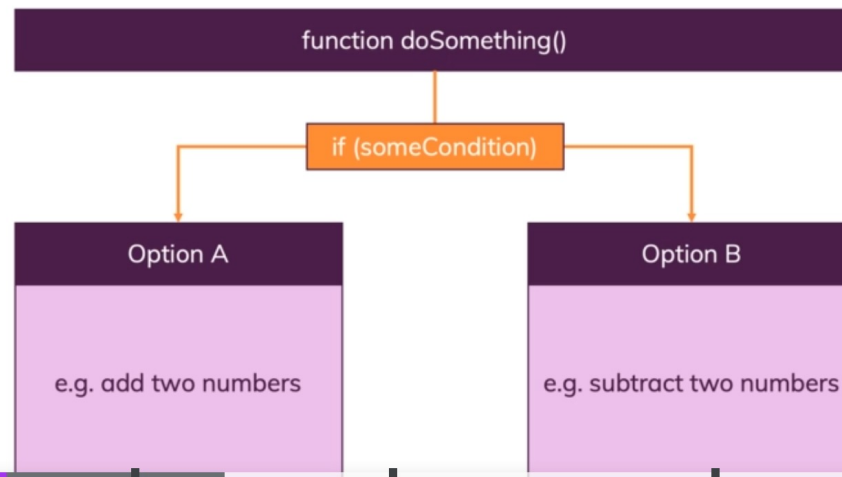 function doSomething()
if (someCondition)
Option A
Option B
e.g. add two numbers
e.g. subtract two numbers